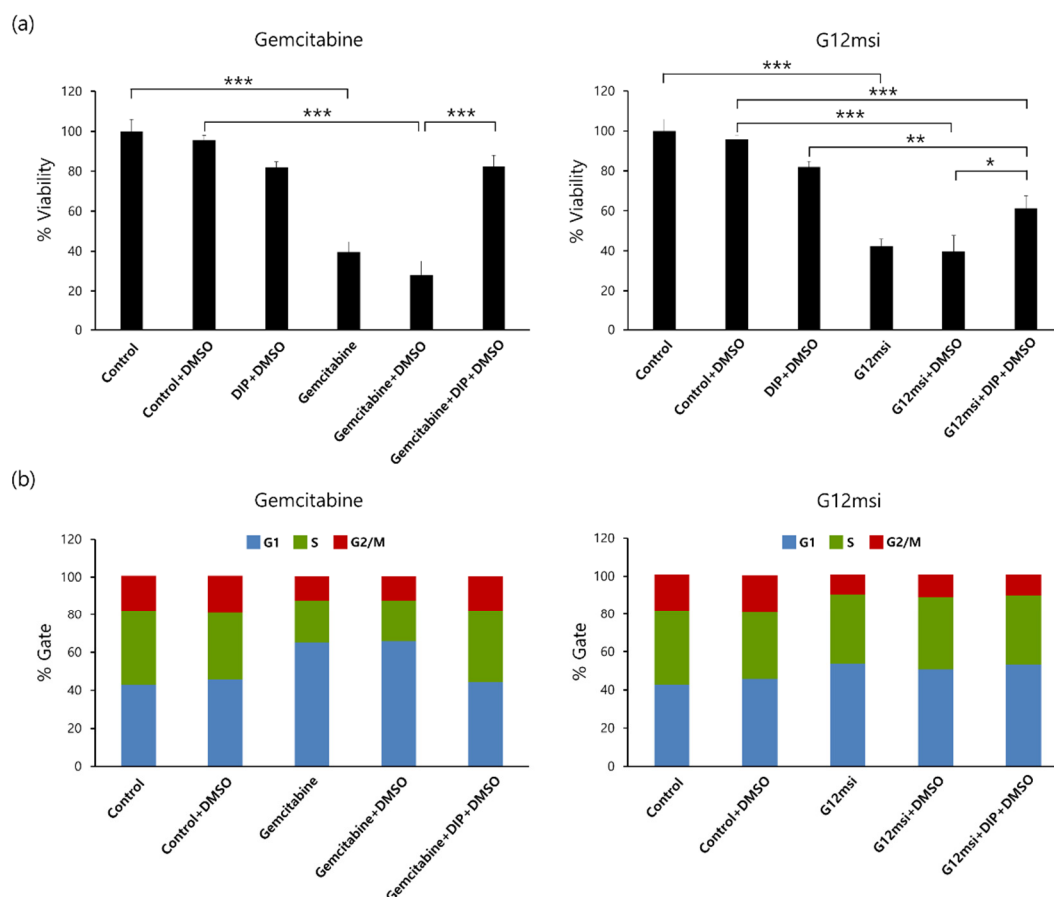 (a)
Gemcitabine
% Viability
120
100
80
60
40
20
0
***
***
***
Control
Control+DMSO
DIP+DMSO
Gemcitabine
Gemcitabine+DMSO
Gemcitabine+DIP+DMSO
G12msi
% Viability
120
100
80
60
40
20
0
***
***
***
**
*
Control
Control+DMSO
DIP+DMSO
G12msi
G12msi+DMSO
G12msi+DIP+DMSO
(b)
Gemcitabine
G1 S G2/M
% Gate
120
100
80
60
40
20
0
Control
Control+DMSO
Gemcitabine
Gemcitabine+DMSO
Gemcitabine+DIP+DMSO
G12msi
G1 S G2/M
% Gate
120
100
80
60
40
20
0
Control
Control+DMSO
G12msi
G12msi+DMSO
G12msi+DIP+DMSO